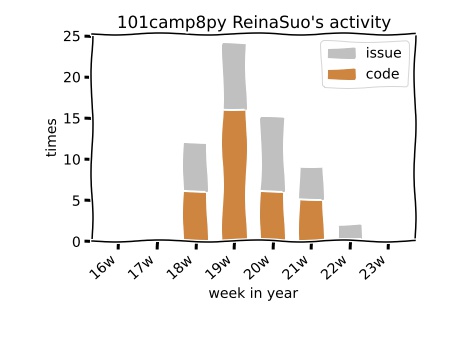 101camp8py ReinaSuo's activity
25
20
15
10
5
0
times
issue
code
16w 17w 18w 19w 20w 21w 22w 23w
week in year